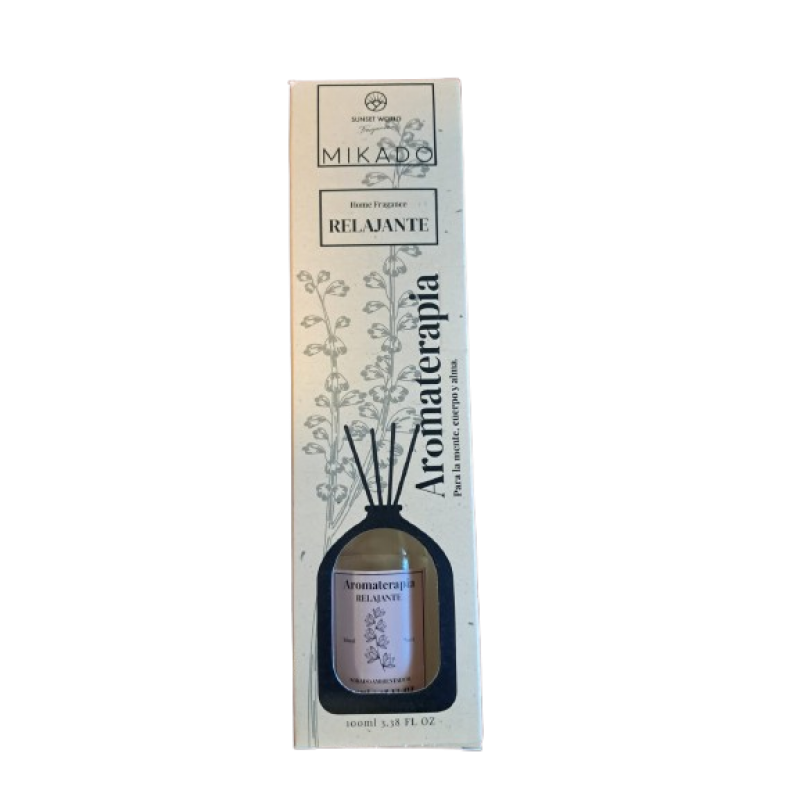 SUNSET WORLD
MIKADO
Home Fragance
RELAJANTE
Aromaterapia
Para la mente, cuerpo y alma.
Aromaterapia
RELAJANTE
100ml 3.38 FL OZ